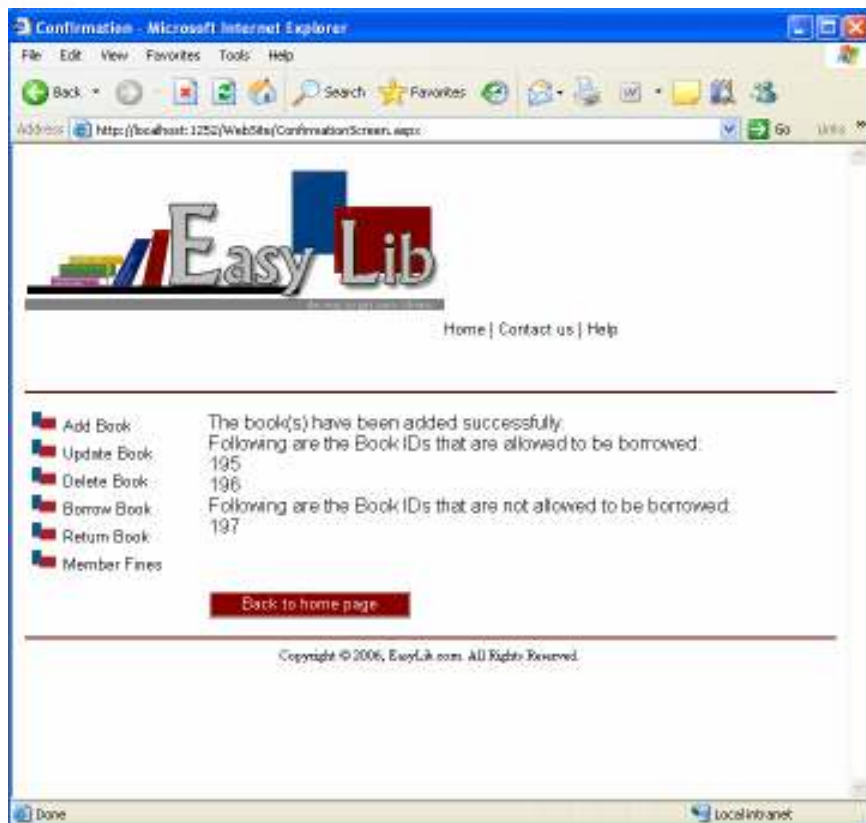 Confirmation - Microsoft Internet Explorer
File Edit View Favorites Tools Help
Back Search Favorites
Address http://localhost:1252/WebSite/ConfirmationScreen.aspx Go Links
Easy Lib
Home | Contact us | Help
Add Book
Update Book
Delete Book
Borrow Book
Return Book
Member Fines
The book(s) have been added successfully.
Following are the Book IDs that are allowed to be borrowed:
195
196
Following are the Book IDs that are not allowed to be borrowed:
197
Back to home page
Copyright © 2006, EasyLib.com. All Rights Reserved.
Done Local intranet